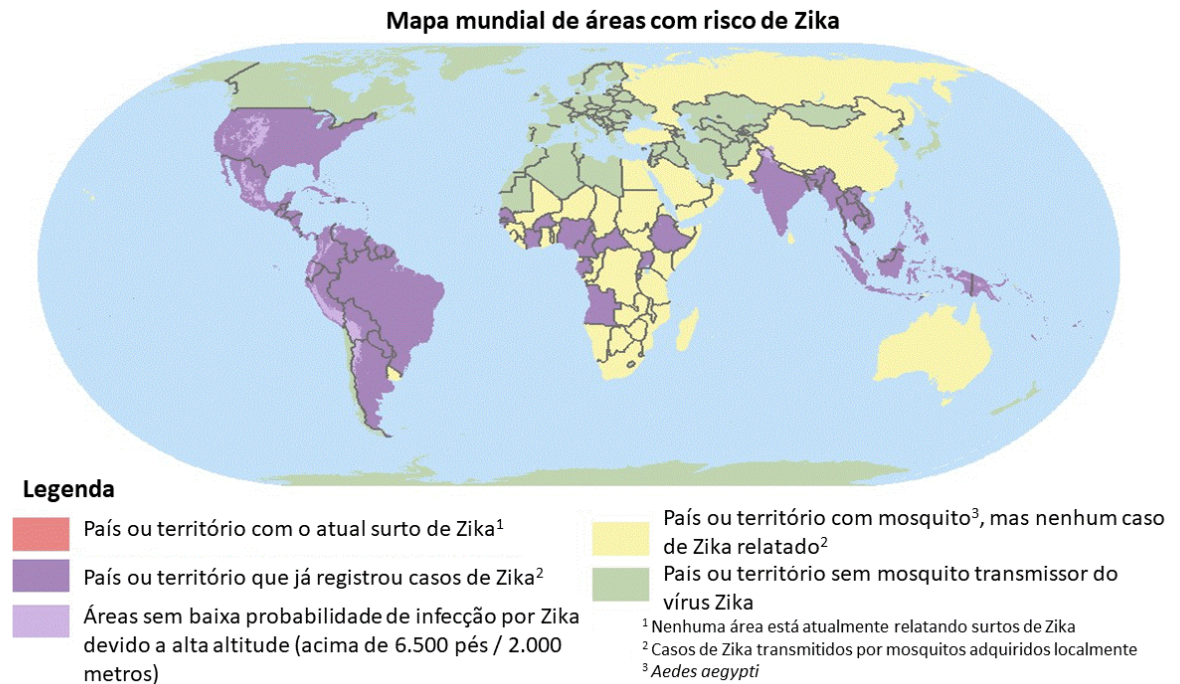 Mapa mundial de áreas com risco de Zika
Legenda
País ou território com o atual surto de Zika¹
País ou território que já registrou casos de Zika²
Áreas sem baixa probabilidade de infecção por Zika
devido a alta altitude (acima de 6.500 pés / 2.000
metros)
País ou território com mosquito³, mas nenhum caso
de Zika relatado²
Pais ou território sem mosquito transmissor do
vírus Zika
¹ Nenhuma área está atualmente relatando surtos de Zika
² Casos de Zika transmitidos por mosquitos adquiridos localmente
³ Aedes aegypti